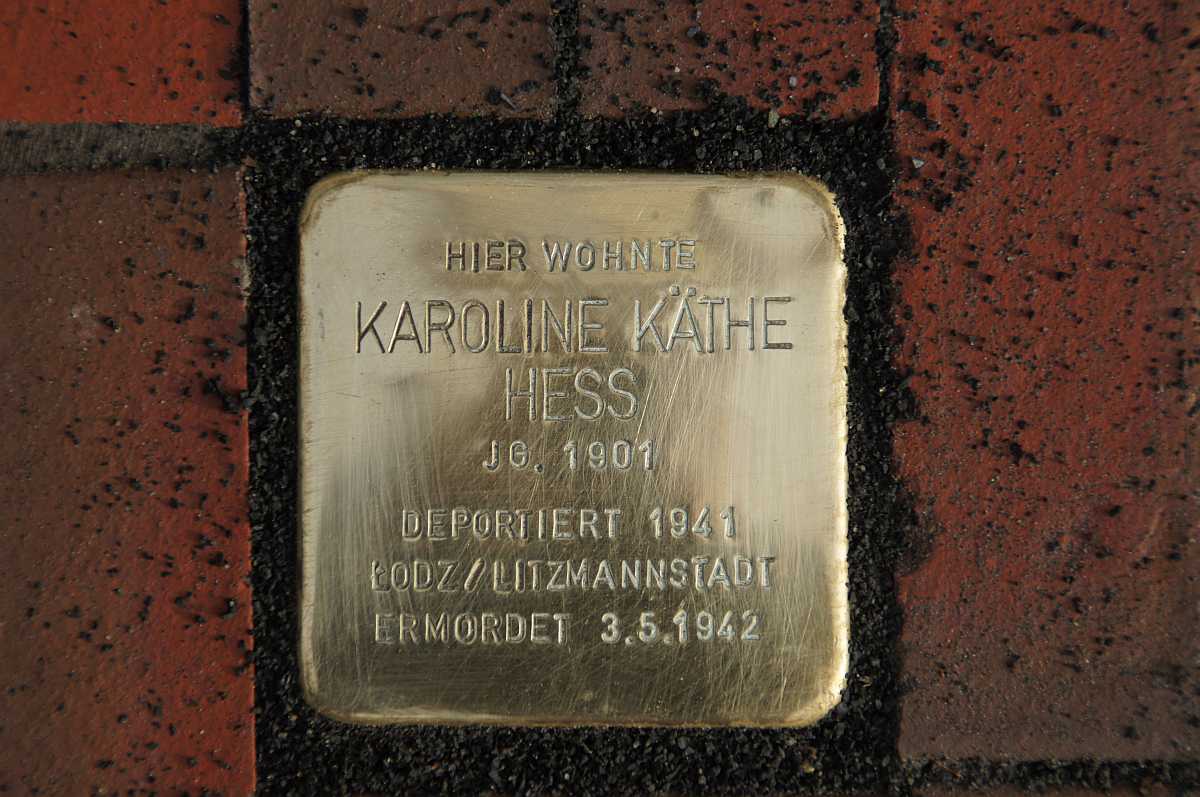 HIER WOHNTE
KAROLINE KÄTHE
HESS
JG. 1901
DEPORTIERT 1941
ŁODZ/LITZMANNSTADT
ERMORDET 3.5.1942